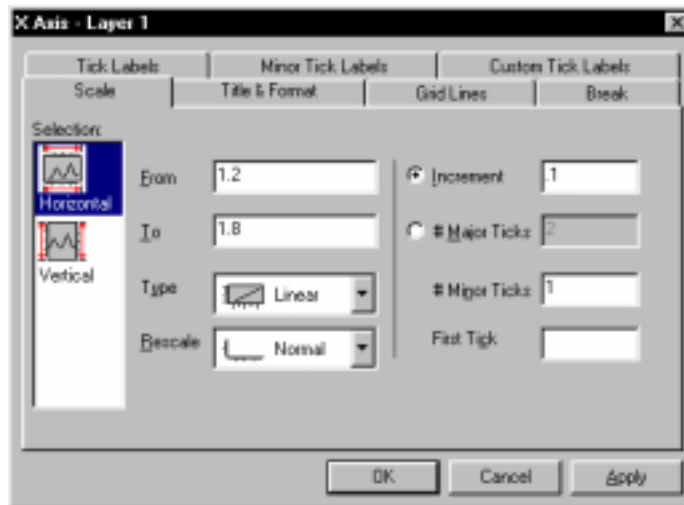 X Axis - Layer 1
Tick Labels
Minor Tick Labels
Custom Tick Labels
Scale
Title & Format
Grid Lines
Break
Selection:
Horizontal
Vertical
From 1.2
To 1.8
Type Linear
Rescale Normal
Increment .1
# Major Ticks 2
# Minor Ticks 1
First Tick
OK
Cancel
Apply